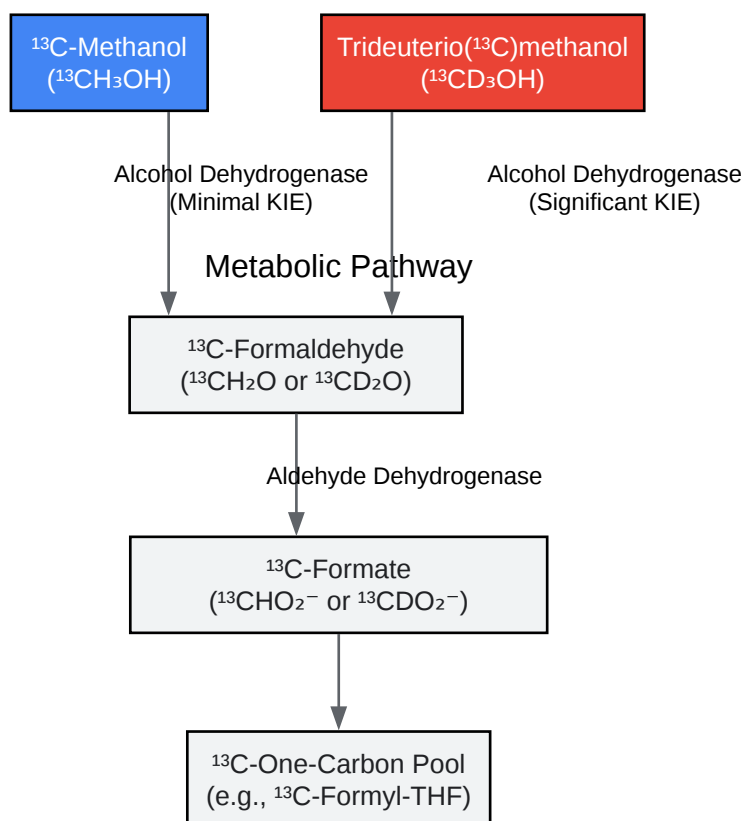 ¹³C-Methanol
(¹³CH₃OH)
Trideuterio(¹³C)methanol
(¹³CD₃OH)
Alcohol Dehydrogenase
(Minimal KIE)
Alcohol Dehydrogenase
(Significant KIE)
Metabolic Pathway
¹³C-Formaldehyde
(¹³CH₂O or ¹³CD₂O)
Aldehyde Dehydrogenase
¹³C-Formate
(¹³CHO₂⁻ or ¹³CDO₂⁻)
¹³C-One-Carbon Pool
(e.g., ¹³C-Formyl-THF)